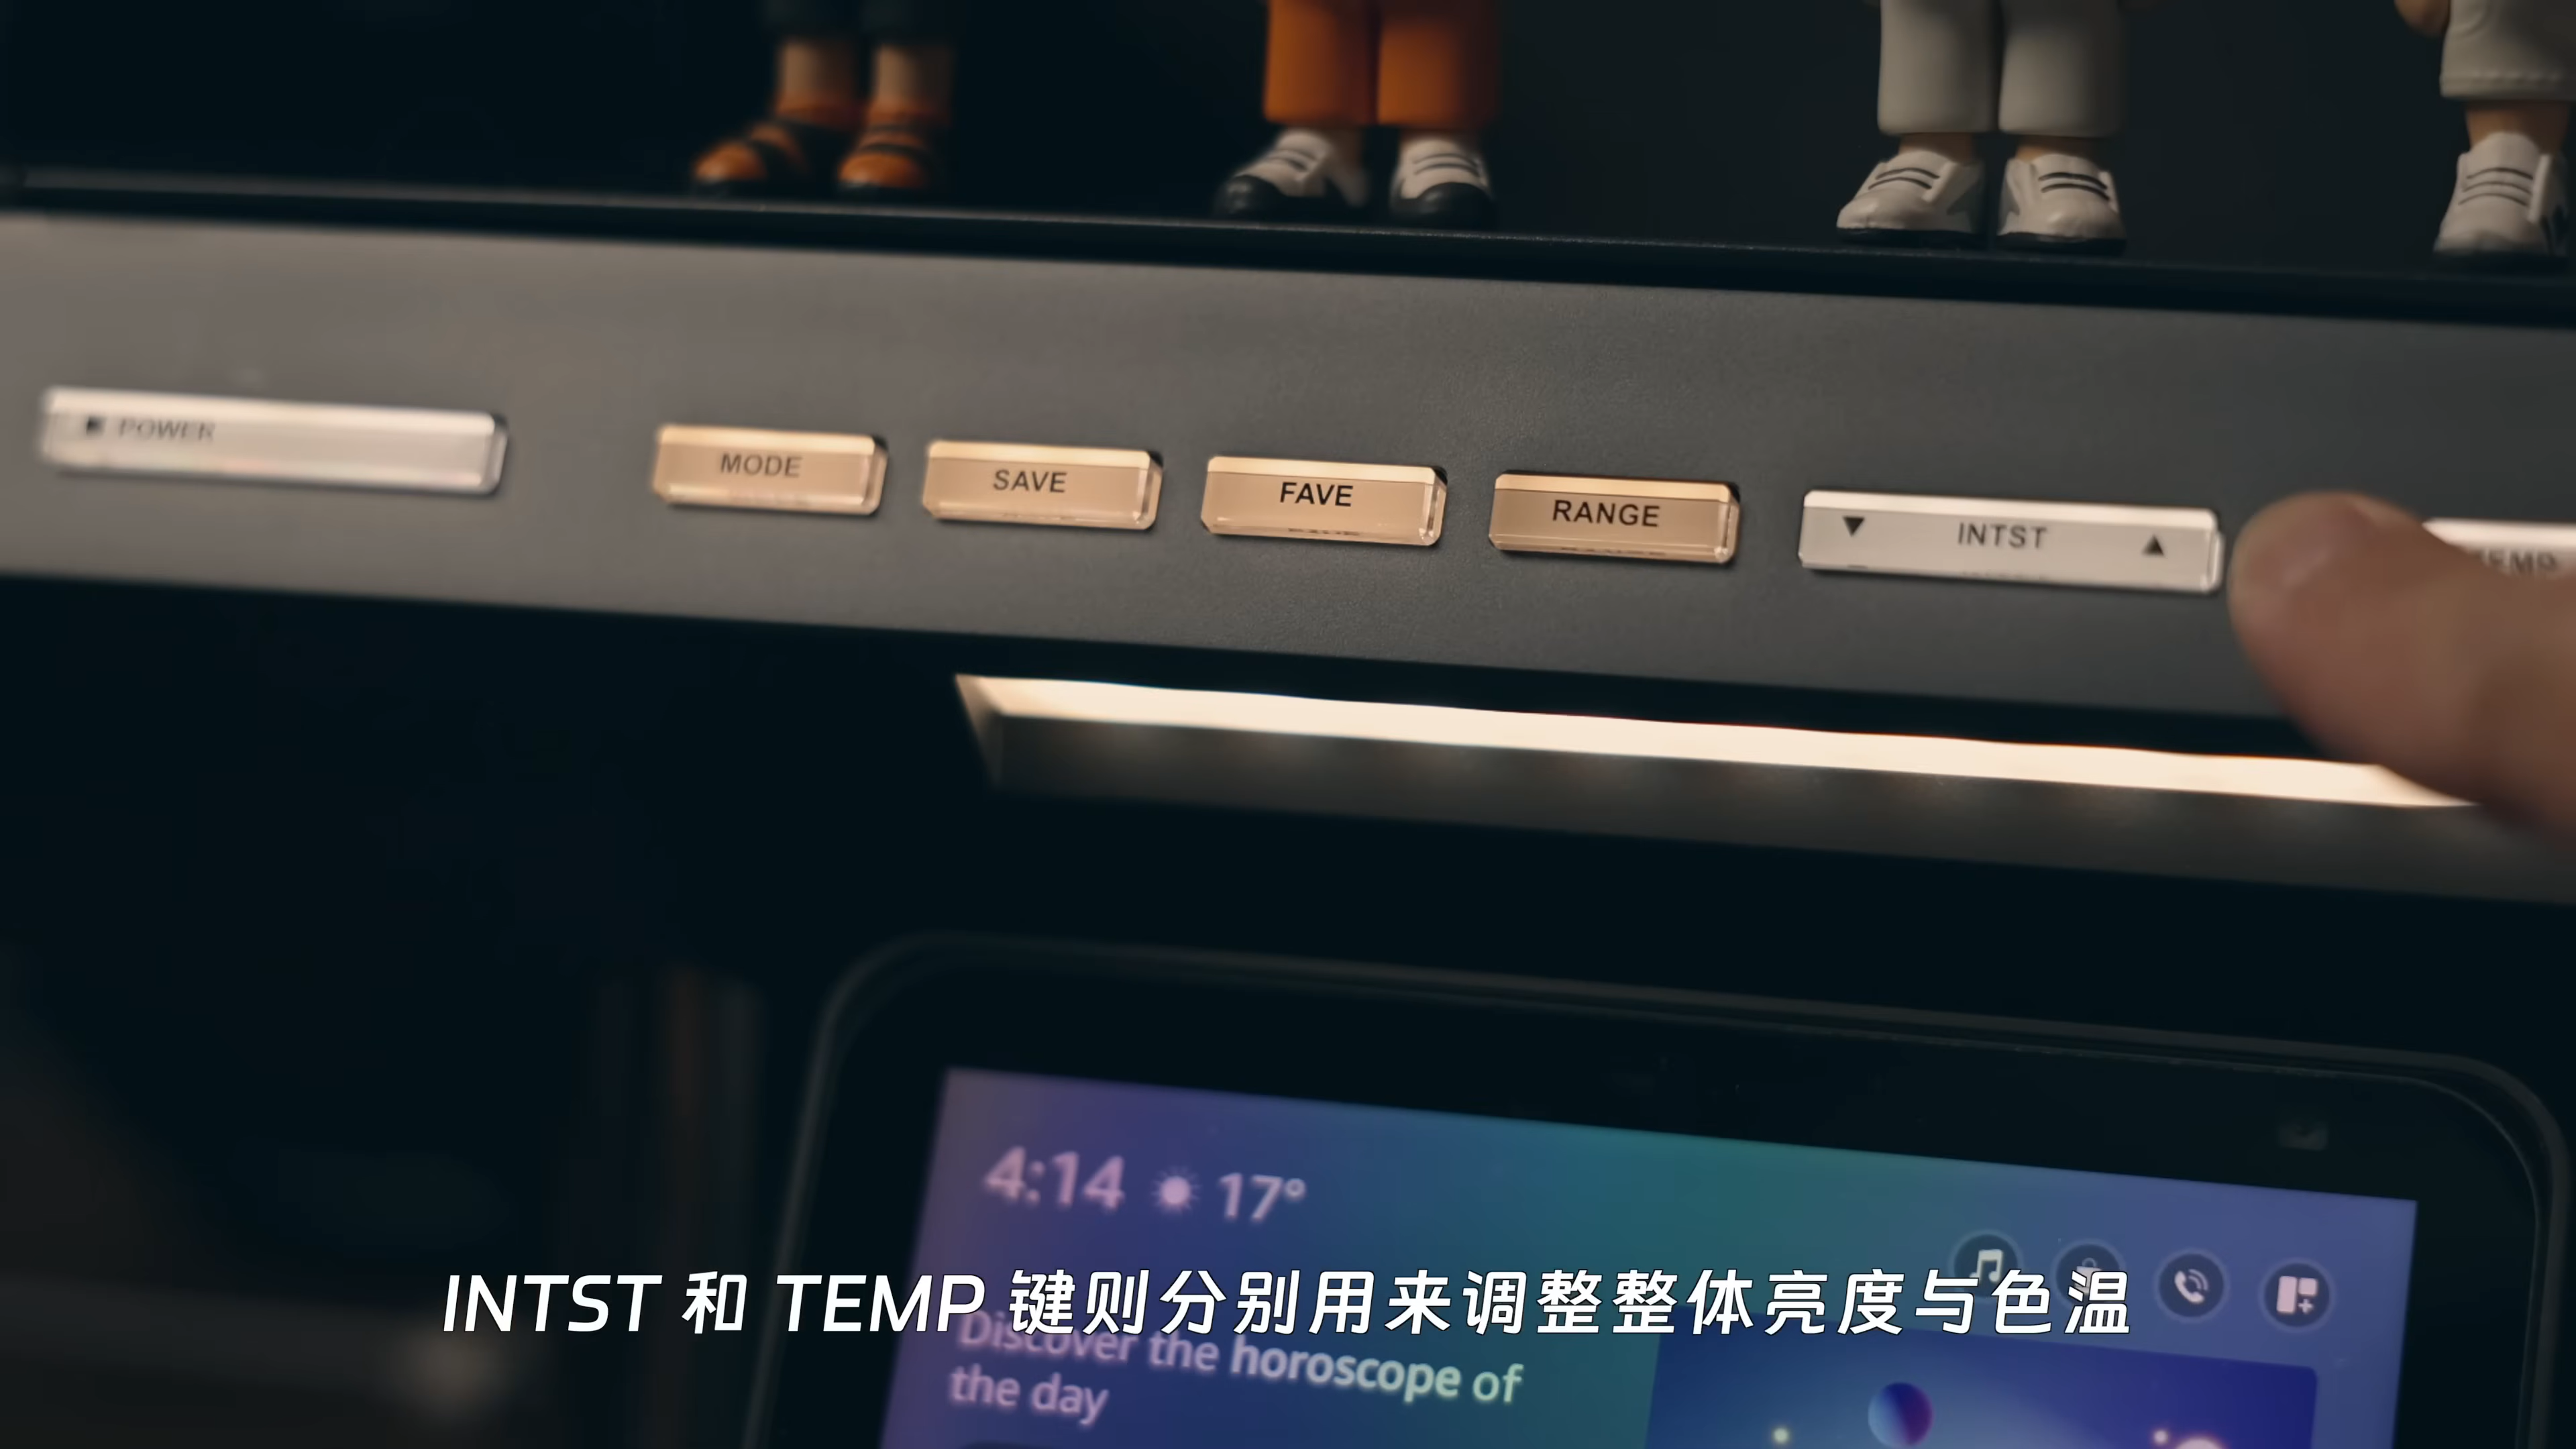 POWER
MODE
SAVE
FAVE
RANGE
▼ INTST ▲
TEMP
4:14 17°
INTST 和 TEMP 键则分别用来调整整体亮度与色温
Discover the horoscope of
the day